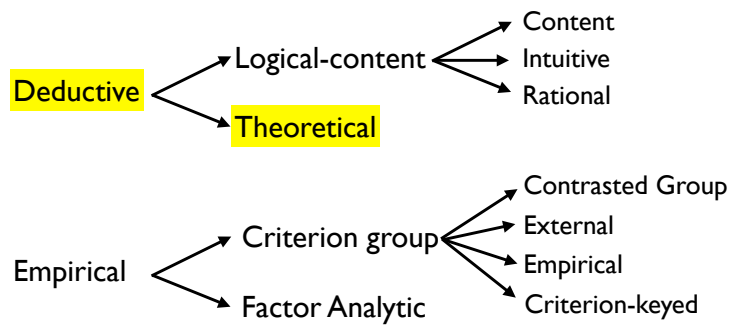 Content
Logical-content
Intuitive
Deductive
Rational
Theoretical
Contrasted Group
External
Criterion group
Empirical
Empirical
Criterion-keyed
Factor Analytic